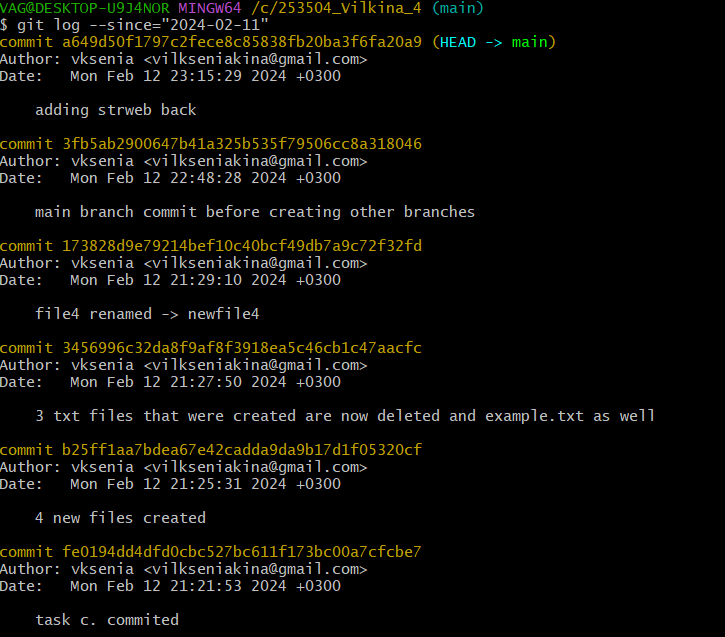 VAG@DESKTOP-U9J4NOR MINGW64 /c/253504_Vilkina_4 (main)
$ git log --since="2024-02-11"
commit a649d50f1797c2fece8c85838fb20ba3f6fa20a9 (HEAD -> main)
Author: vksenia <vilkseniakina@gmail.com>
Date:   Mon Feb 12 23:15:29 2024 +0300
    adding strweb back
commit 3fb5ab2900647b41a325b535f79506cc8a318046
Author: vksenia <vilkseniakina@gmail.com>
Date:   Mon Feb 12 22:48:28 2024 +0300
    main branch commit before creating other branches
commit 173828d9e79214bef10c40bcf49db7a9c72f32fd
Author: vksenia <vilkseniakina@gmail.com>
Date:   Mon Feb 12 21:29:10 2024 +0300
    file4 renamed -> newfile4
commit 3456996c32da8f9af8f3918ea5c46cb1c47aacfc
Author: vksenia <vilkseniakina@gmail.com>
Date:   Mon Feb 12 21:27:50 2024 +0300
    3 txt files that were created are now deleted and example.txt as well
commit b25ff1aa7bdea67e42cadda9da9b17d1f05320cf
Author: vksenia <vilkseniakina@gmail.com>
Date:   Mon Feb 12 21:25:31 2024 +0300
    4 new files created
commit fe0194dd4dfd0cbc527bc611f173bc00a7cfcbe7
Author: vksenia <vilkseniakina@gmail.com>
Date:   Mon Feb 12 21:21:53 2024 +0300
    task c. commited